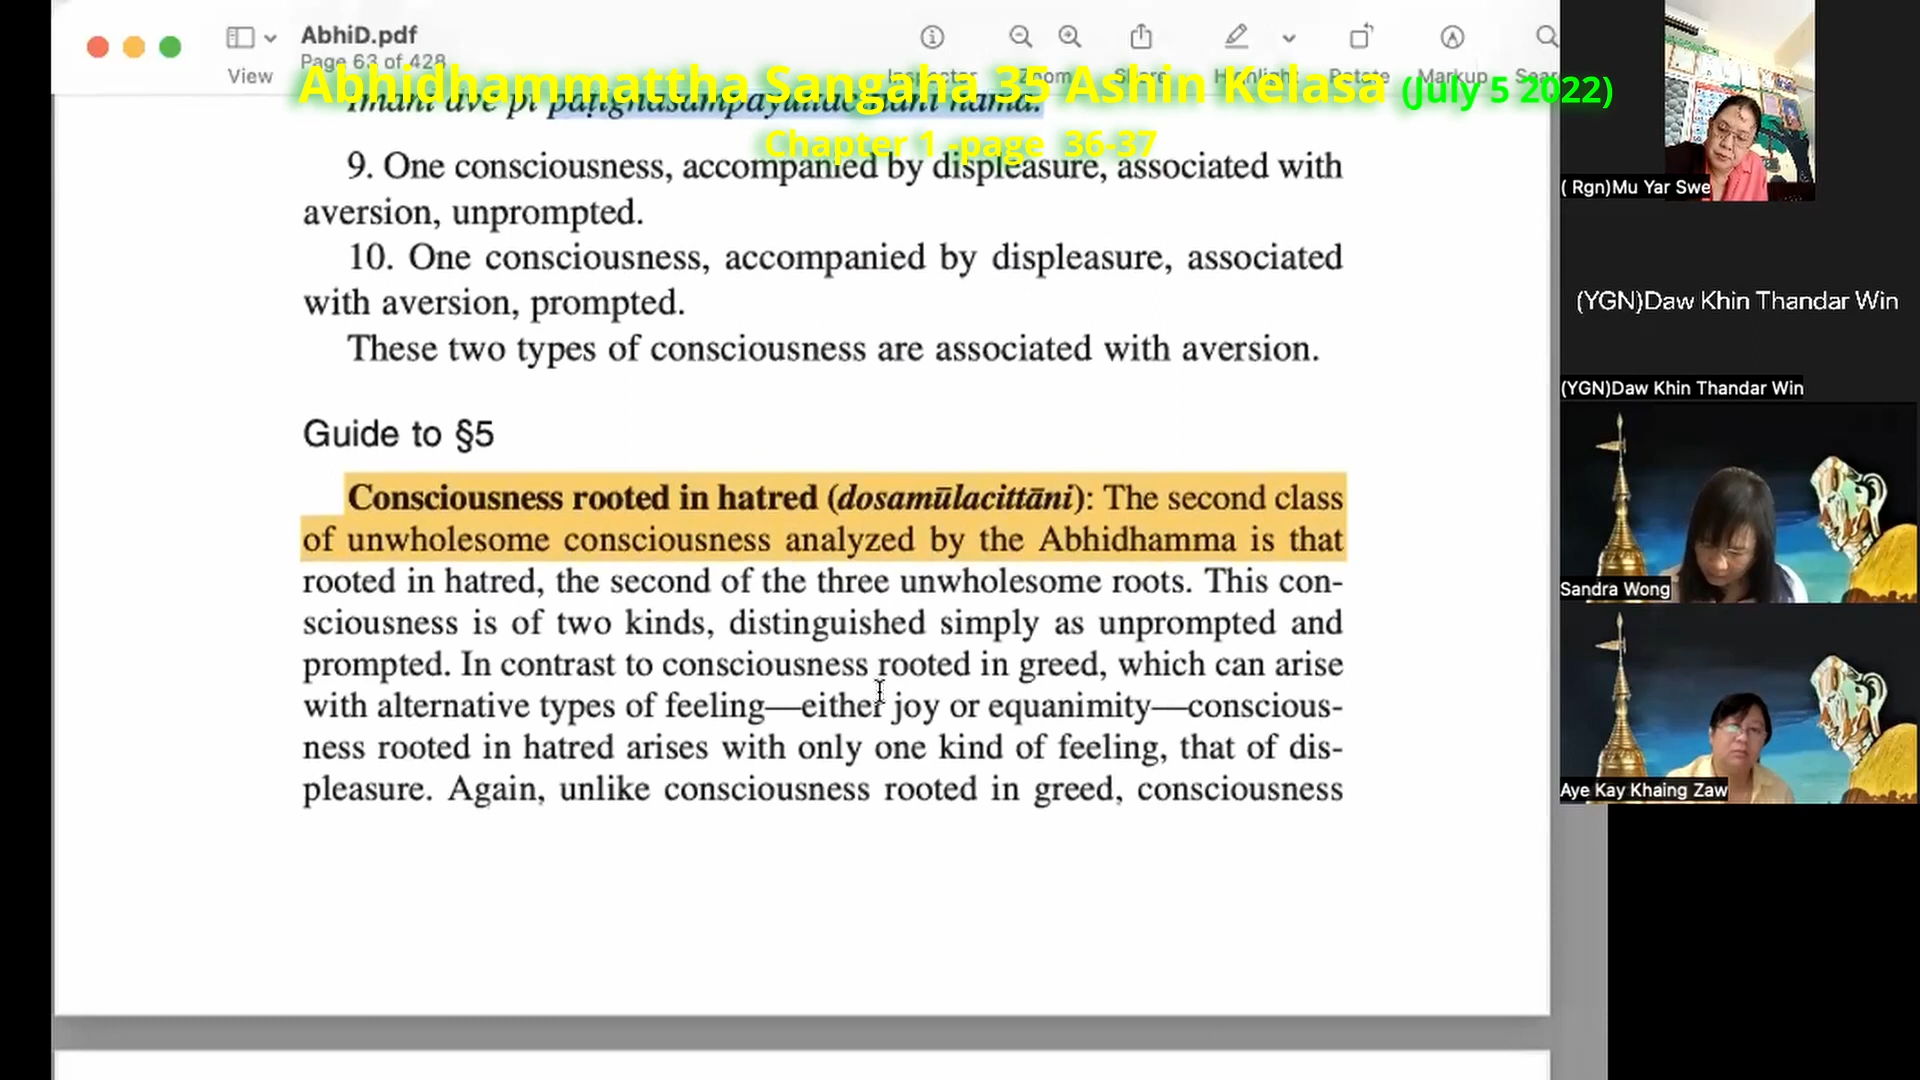 AbhiD.pdf
Page 63 of 428
View
Inspector Zoom Share Highlight Rotate Markup Sear
Abhidhammattha Sangaha 35 Ashin Kelasa (July 5 2022)
Chapter 1 -page 36-37
9. One consciousness, accompanied by displeasure, associated with
aversion, unprompted.
10. One consciousness, accompanied by displeasure, associated
with aversion, prompted.
These two types of consciousness are associated with aversion.
Guide to §5
Consciousness rooted in hatred (dosamūlacittāni): The second class
of unwholesome consciousness analyzed by the Abhidhamma is that
rooted in hatred, the second of the three unwholesome roots. This con-
sciousness is of two kinds, distinguished simply as unprompted and
prompted. In contrast to consciousness rooted in greed, which can arise
with alternative types of feeling—either joy or equanimity—conscious-
ness rooted in hatred arises with only one kind of feeling, that of dis-
pleasure. Again, unlike consciousness rooted in greed, consciousness
( Rgn)Mu Yar Swe
(YGN)Daw Khin Thandar Win
(YGN)Daw Khin Thandar Win
Sandra Wong
Aye Kay Khaing Zaw